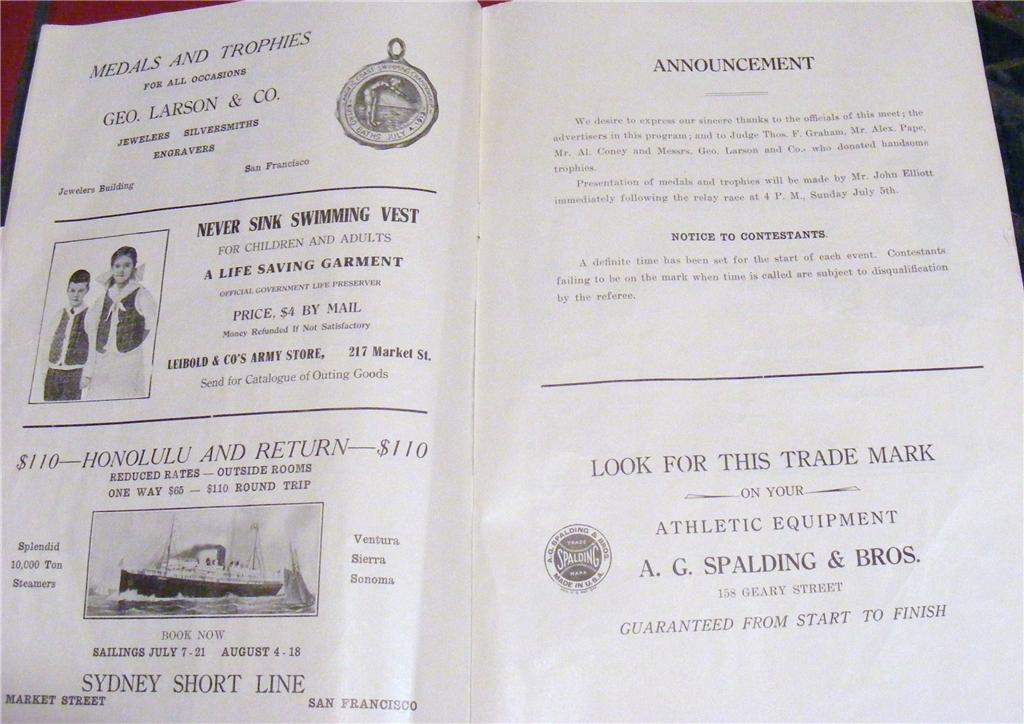 MEDALS AND TROPHIES
FOR ALL OCCASIONS
GEO. LARSON & CO.
JEWELERS SILVERSMITHS
ENGRAVERS
San Francisco
Jewelers Building
COAST SWIMMING
BATHS JULY
NEVER SINK SWIMMING VEST
FOR CHILDREN AND ADULTS
A LIFE SAVING GARMENT
OFFICIAL GOVERNMENT LIFE PRESERVER
PRICE, $4 BY MAIL
Money Refunded If Not Satisfactory
LEIBOLD & CO'S ARMY STORE, 217 Market St.
Send for Catalogue of Outing Goods
$110—HONOLULU AND RETURN—$110
REDUCED RATES — OUTSIDE ROOMS
ONE WAY $65 — $110 ROUND TRIP
Splendid
10,000 Ton
Steamers
Ventura
Sierra
Sonoma
BOOK NOW
SAILINGS JULY 7-21 AUGUST 4-18
SYDNEY SHORT LINE
MARKET STREET SAN FRANCISCO
ANNOUNCEMENT
We desire to express our sincere thanks to the officials of this meet; the
advertisers in this program; and to Judge Thos. F. Graham, Mr. Alex. Pape,
Mr. Al. Coney and Messrs. Geo. Larson and Co., who donated handsome
trophies.
Presentation of medals and trophies will be made by Mr. John Elliott
immediately following the relay race at 4 P. M., Sunday July 5th.
NOTICE TO CONTESTANTS.
A definite time has been set for the start of each event. Contestants
failing to be on the mark when time is called are subject to disqualification
by the referee.
LOOK FOR THIS TRADE MARK
ON YOUR
ATHLETIC EQUIPMENT
A. G. SPALDING & BROS.
TRADE
SPALDING
MARK
MADE IN U.S.A.
A. G. SPALDING & BROS.
158 GEARY STREET
GUARANTEED FROM START TO FINISH